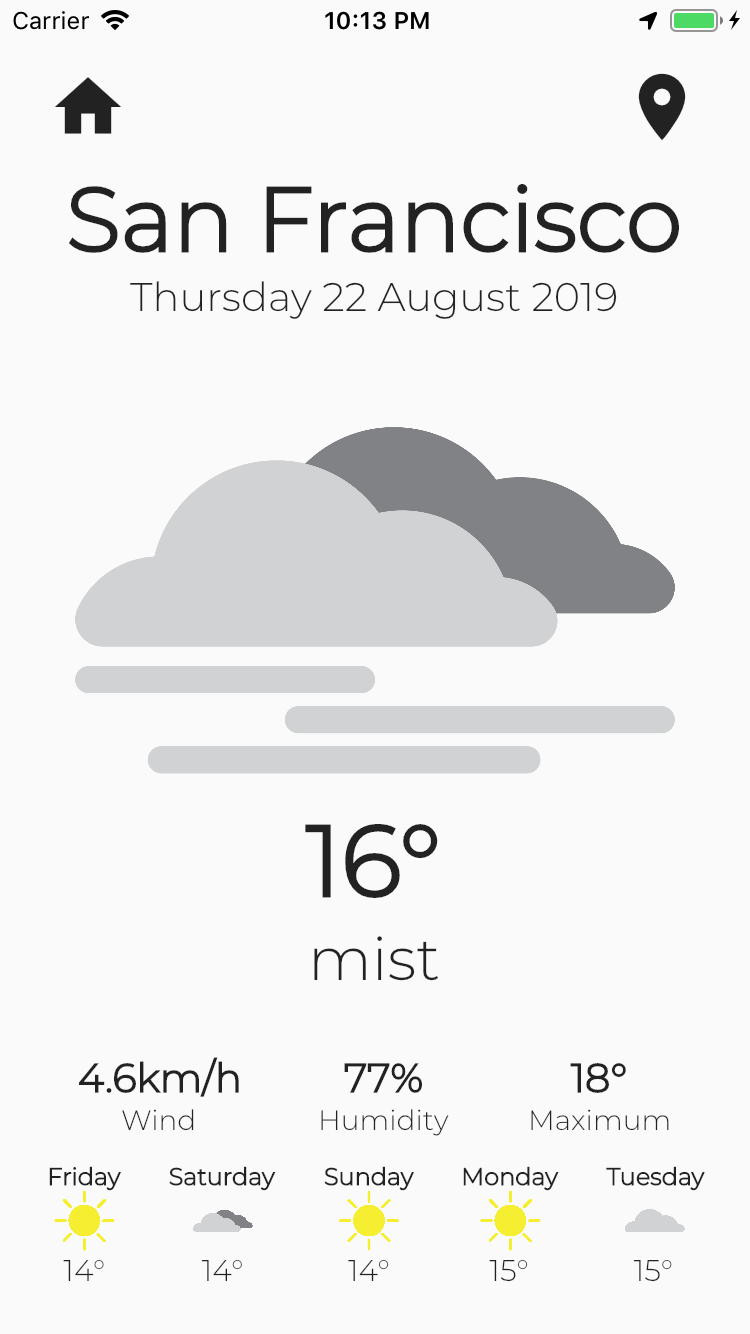 Carrier 10:13 PM
San Francisco
Thursday 22 August 2019
16°
mist
4.6km/h 77% 18°
Wind Humidity Maximum
Friday Saturday Sunday Monday Tuesday
14° 14° 14° 15° 15°